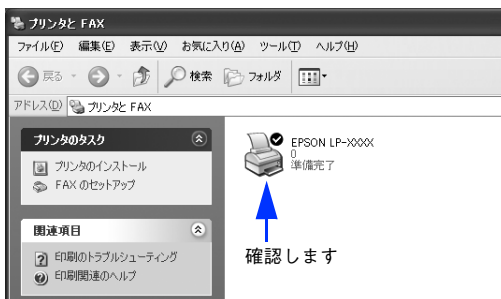 プリンタと FAX
ファイル(F) 編集(E) 表示(V) お気に入り(A) ツール(T) ヘルプ(H)
戻る 検索 フォルダ
アドレス(D) プリンタと FAX
プリンタのタスク
プリンタのインストール
FAX のセットアップ
関連項目
印刷のトラブルシューティング
印刷関連のヘルプ
EPSON LP-XXXX
0
準備完了
確認します